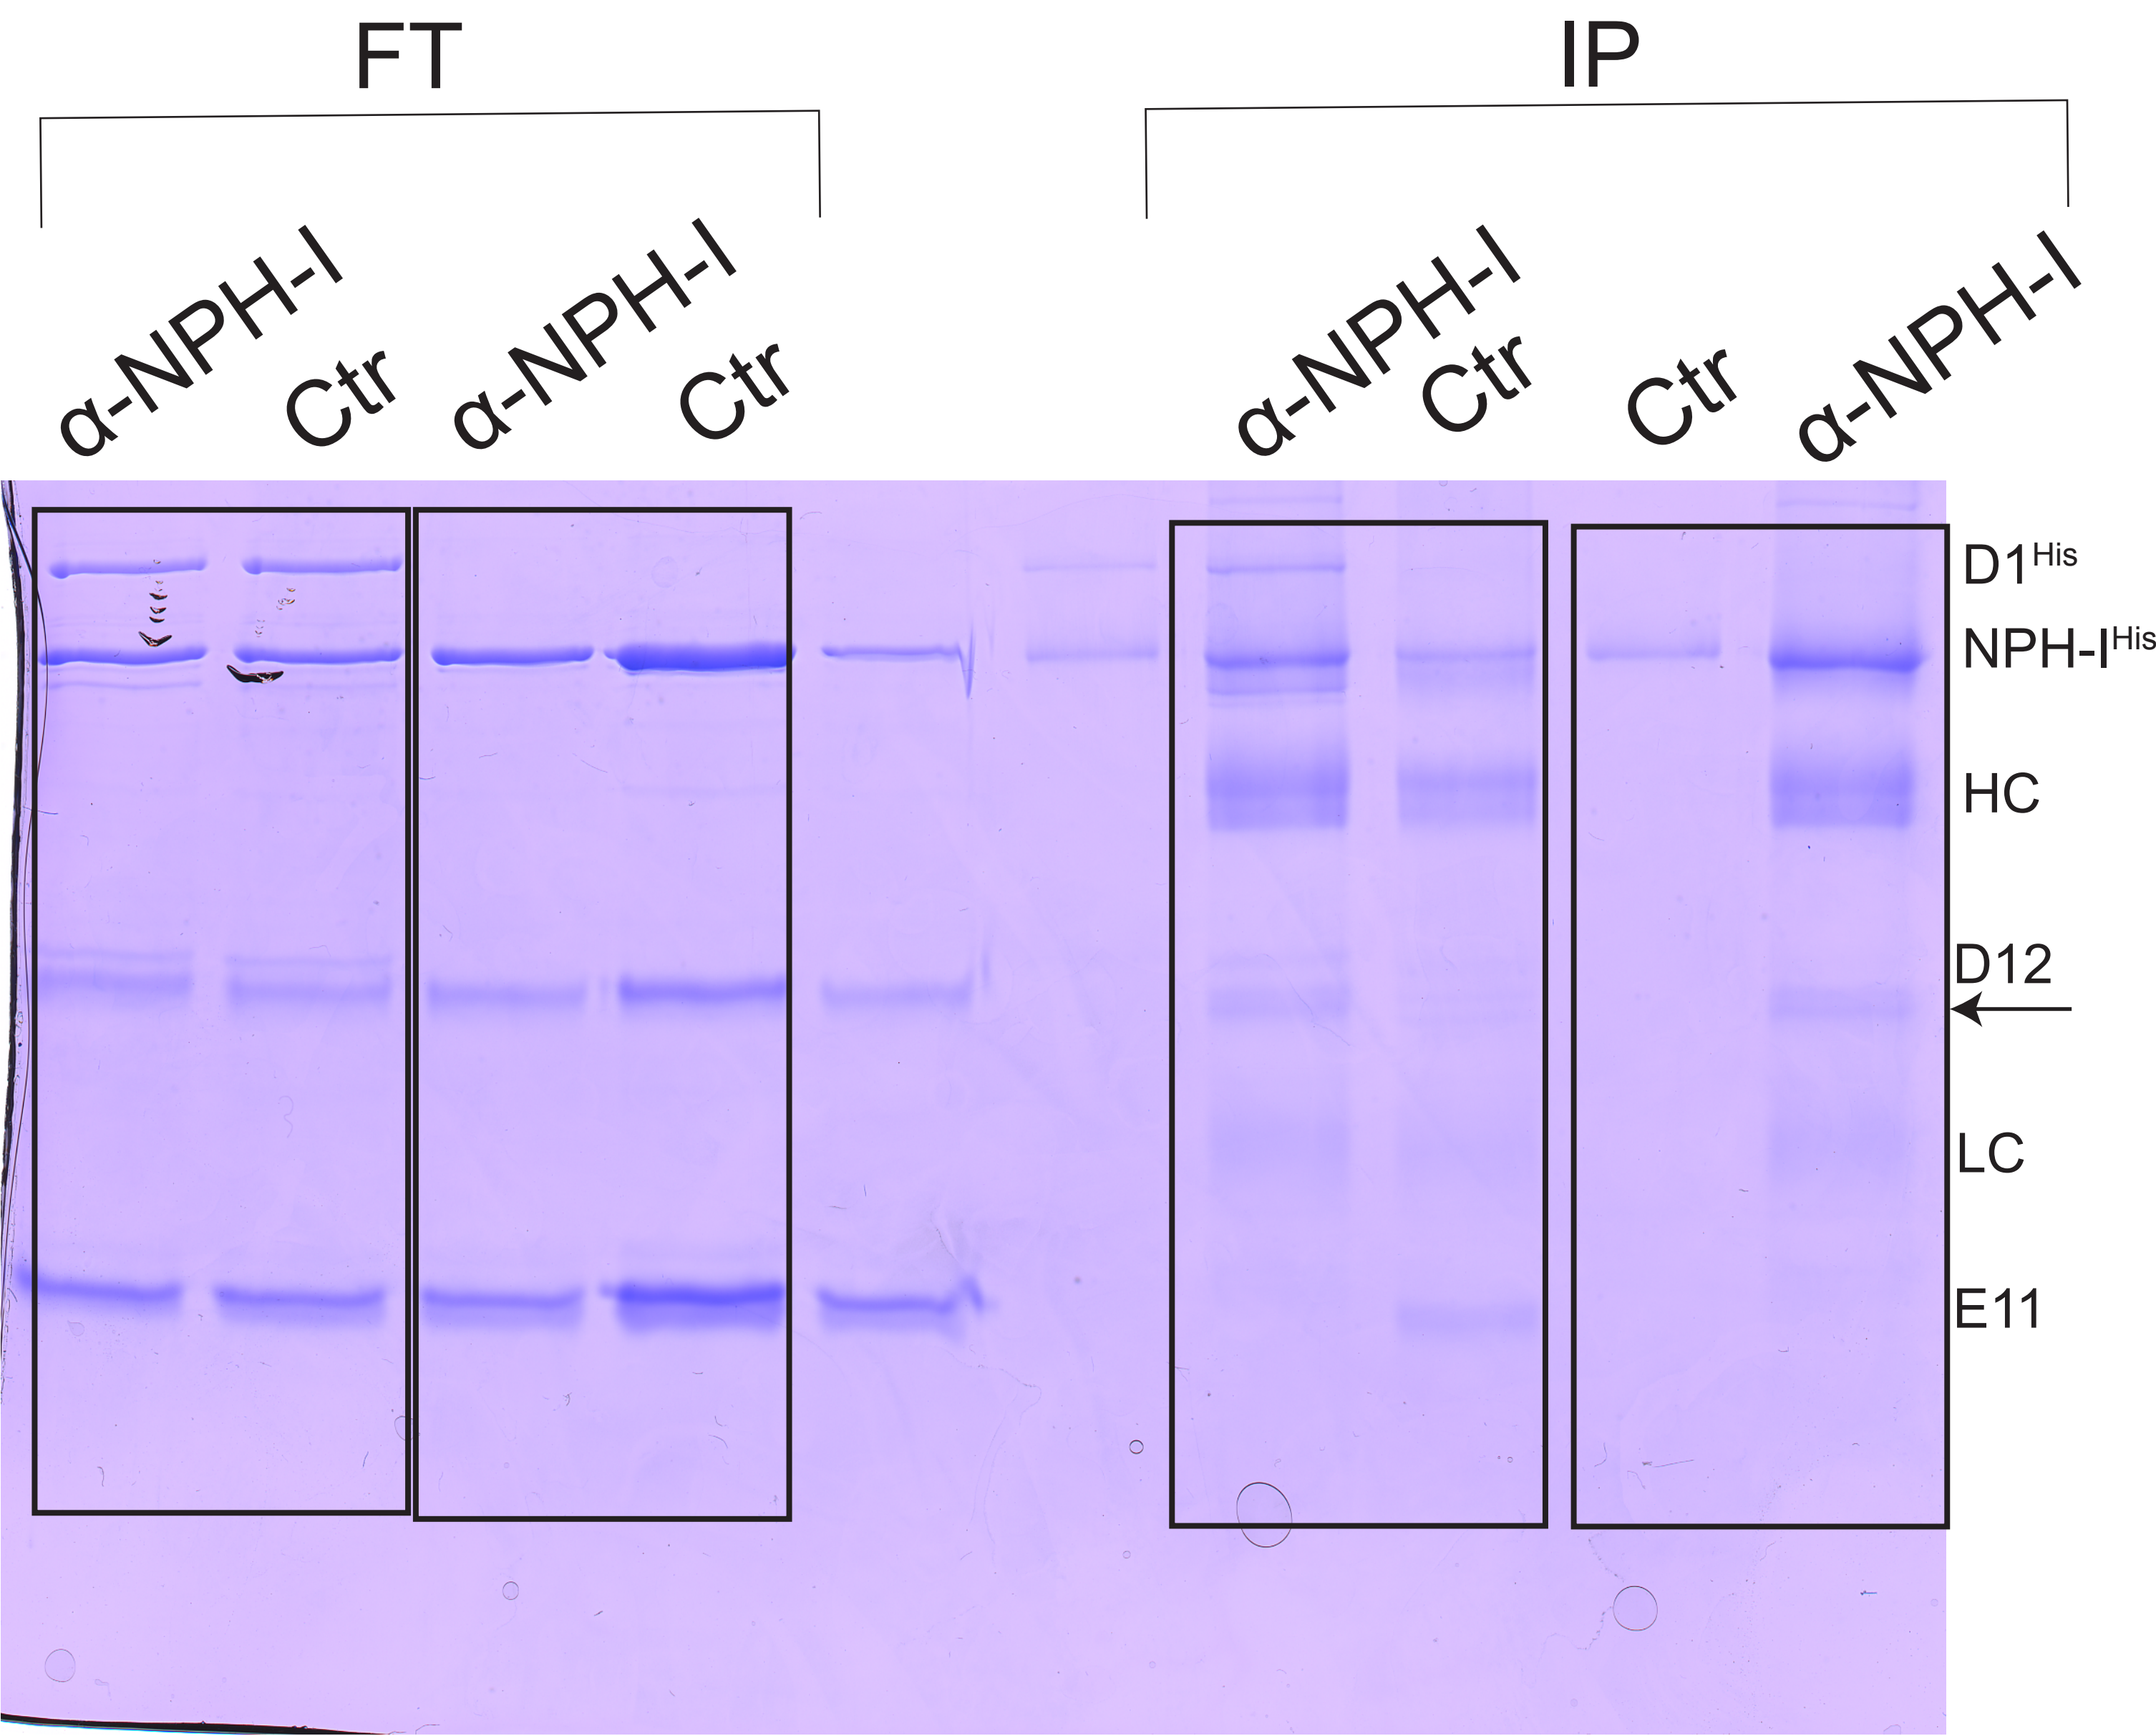 FT
IP
α-NPH-I
Ctr
α-NPH-I
Ctr
α-NPH-I
Ctr
Ctr
α-NPH-I
D1His
NPH-IHis
HC
D12
LC
E11